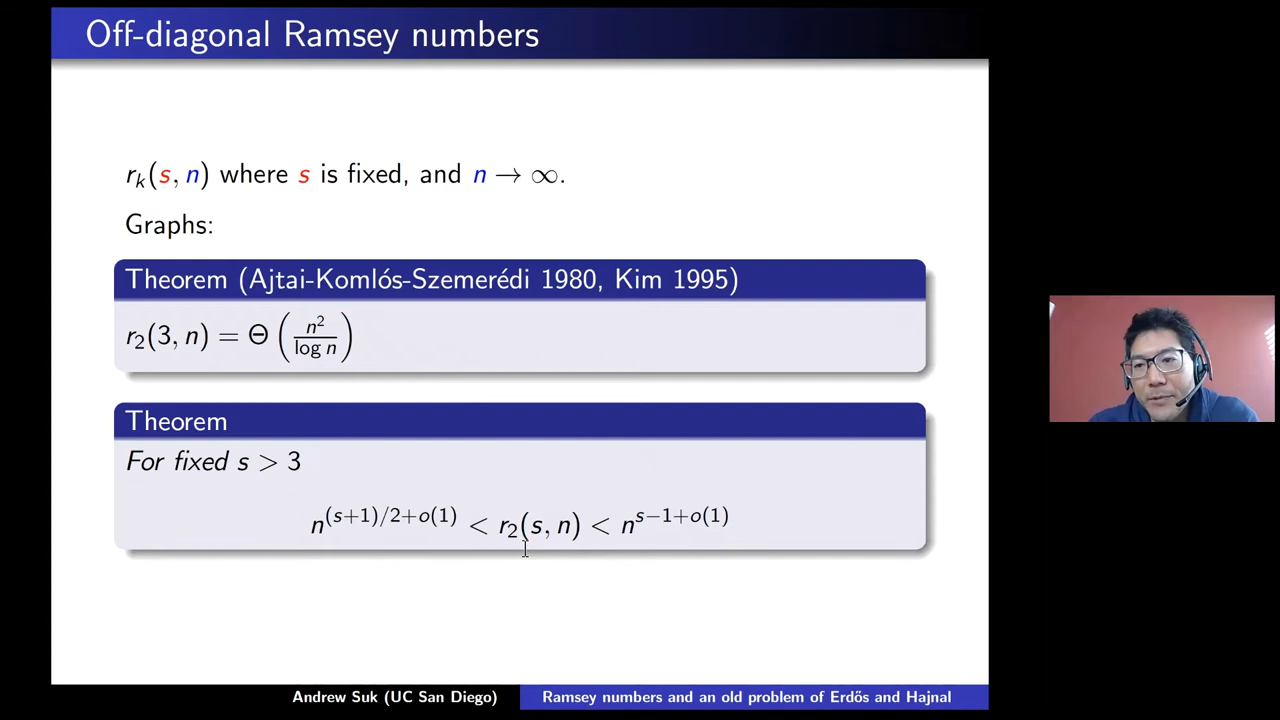 Off-diagonal Ramsey numbers
r_k(s, n) where s is fixed, and n → ∞.
Graphs:
Theorem (Ajtai-Komlós-Szemerédi 1980, Kim 1995)
r_2(3, n) = Θ (n^2 / log n)
Theorem
For fixed s > 3
n^{(s+1)/2+o(1)} < r_2(s, n) < n^{s−1+o(1)}
Andrew Suk (UC San Diego)
Ramsey numbers and an old problem of Erdős and Hajnal